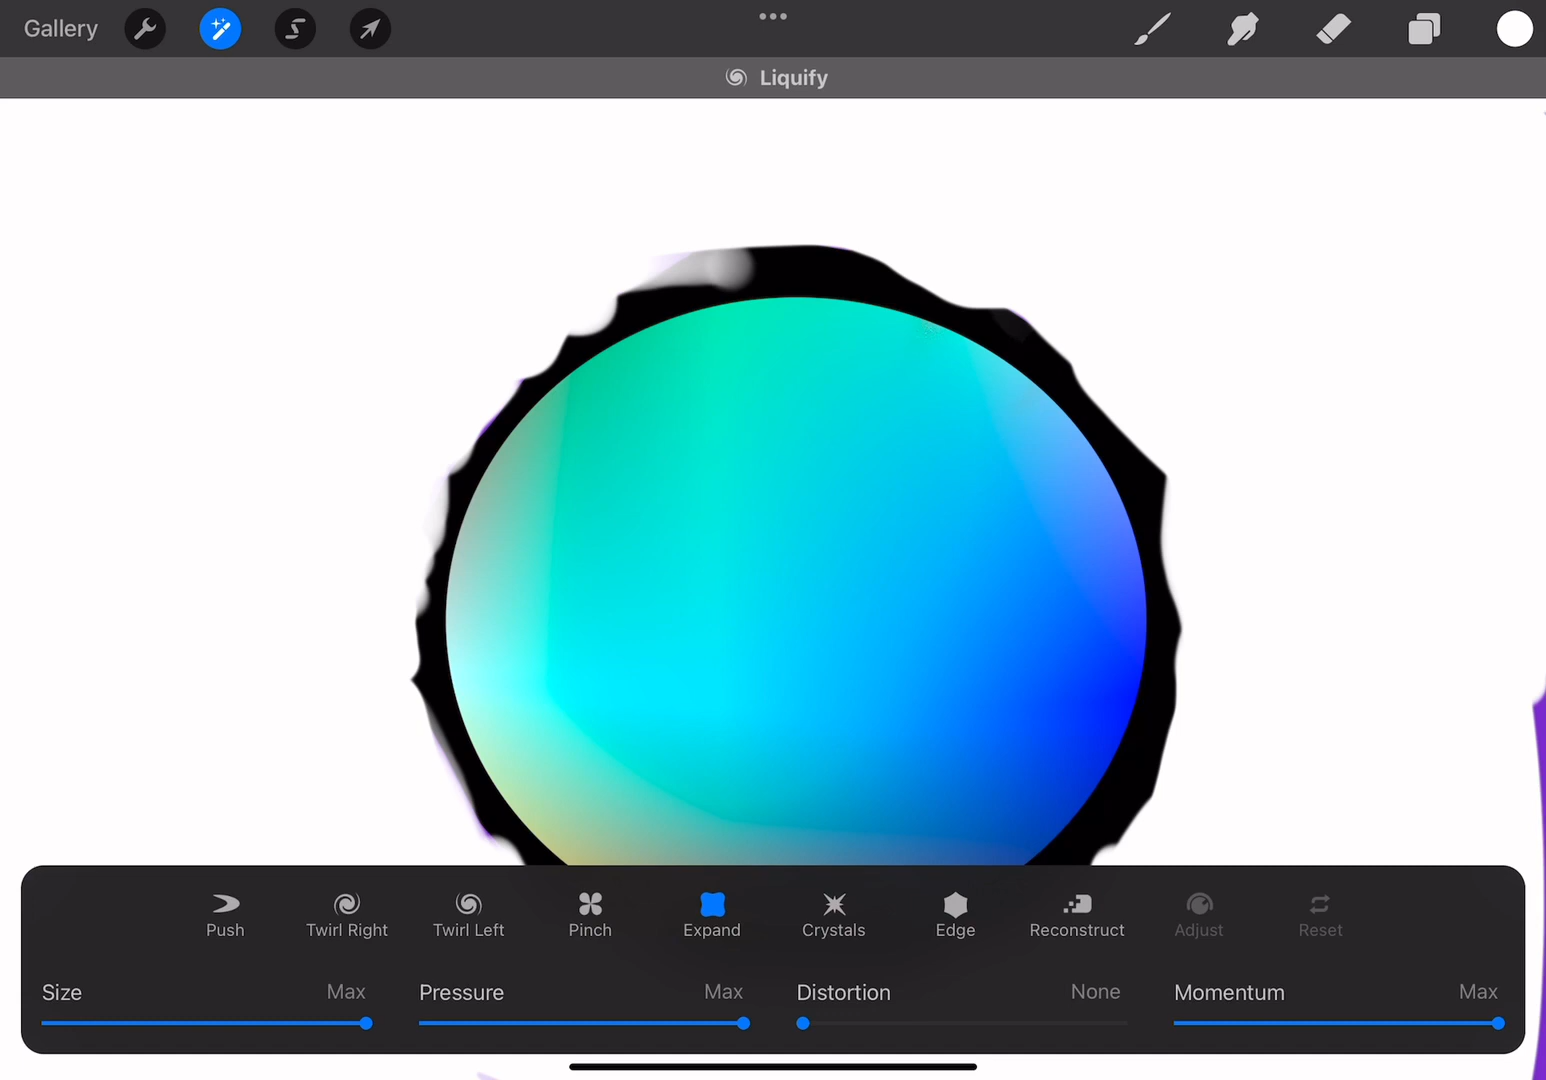 Gallery
Liquify
Push Twirl Right Twirl Left Pinch Expand Crystals Edge Reconstruct Adjust Reset
Size Max Pressure Max Distortion None Momentum Max